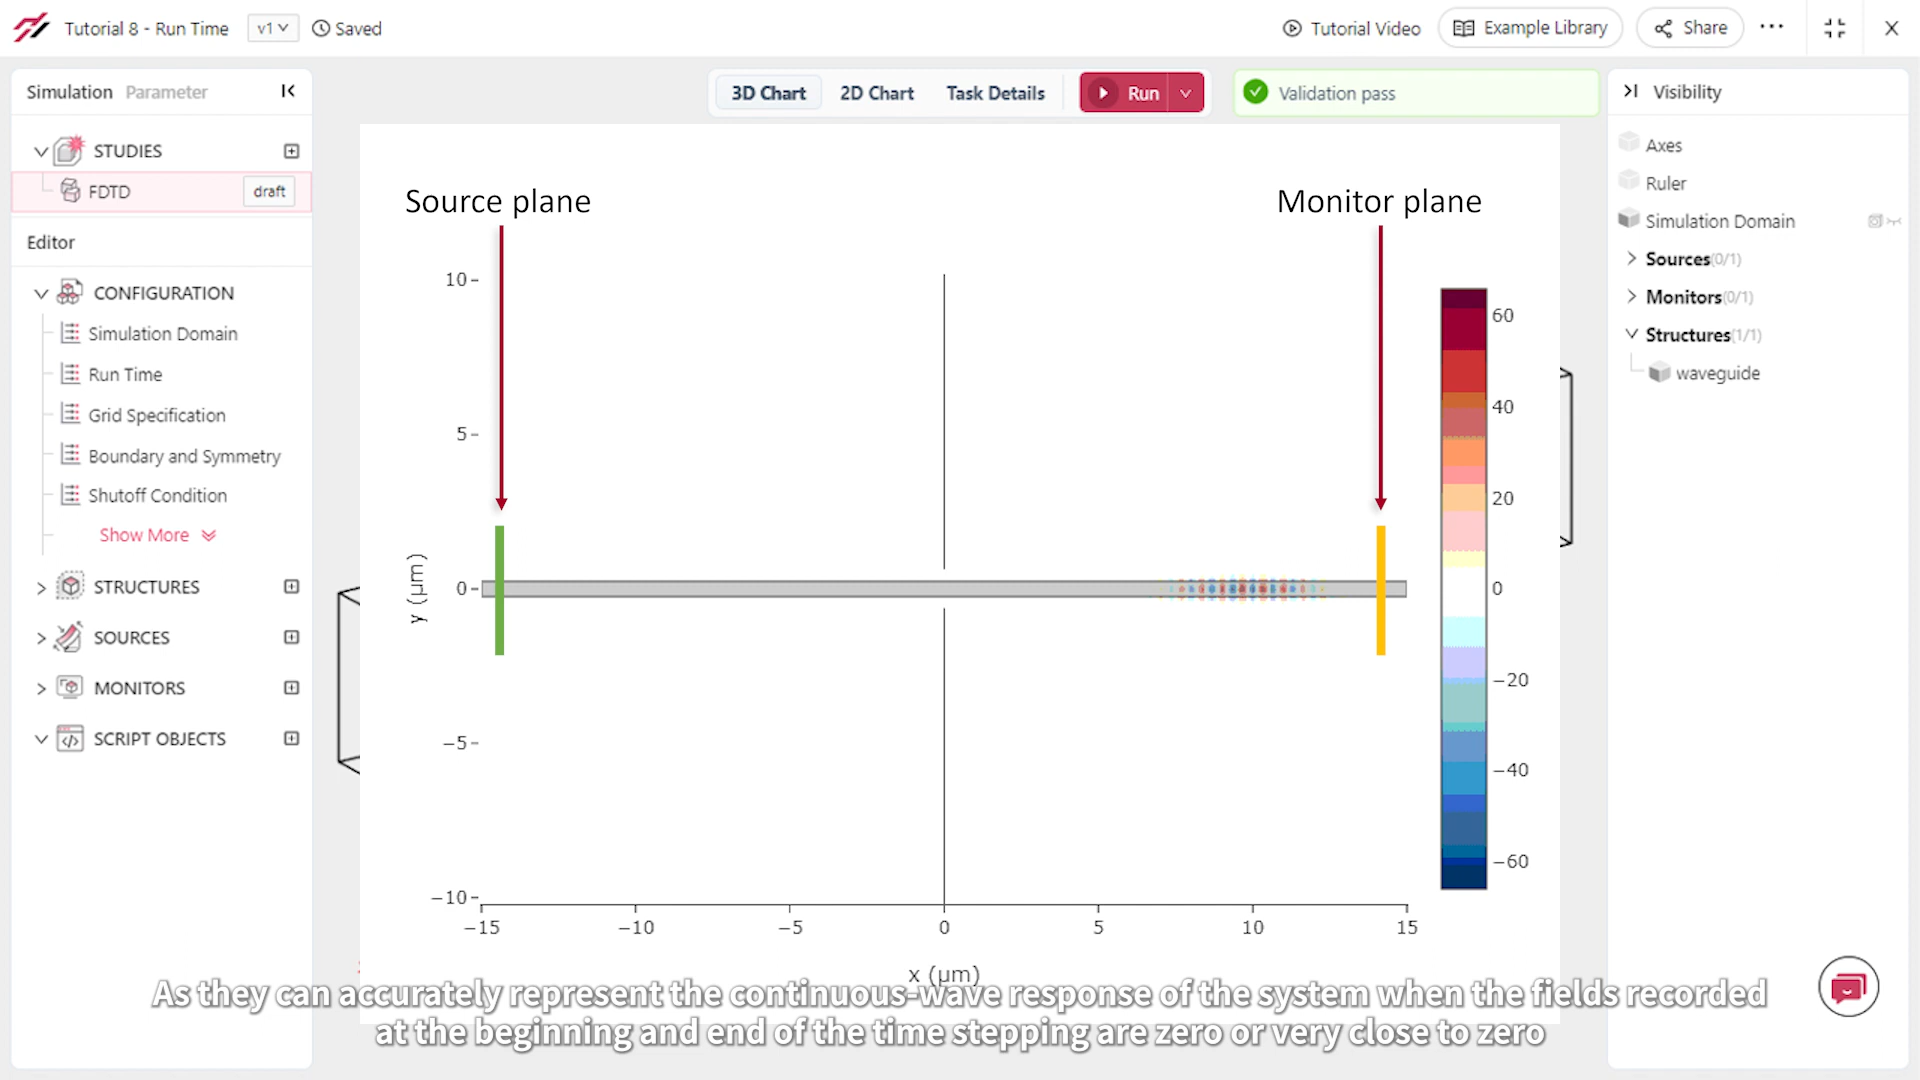 Tutorial 8 - Run Time
v1
Saved
Tutorial Video
Example Library
Share
Simulation Parameter
3D Chart
2D Chart
Task Details
Run
Validation pass
Visibility
STUDIES
FDTD
draft
Editor
CONFIGURATION
Simulation Domain
Run Time
Grid Specification
Boundary and Symmetry
Shutoff Condition
Show More
STRUCTURES
SOURCES
MONITORS
SCRIPT OBJECTS
Source plane
Monitor plane
10
5
0
−5
−10
y (μm)
−15
−10
−5
0
5
10
15
x (μm)
60
40
20
0
−20
−40
−60
Axes
Ruler
Simulation Domain
Sources(0/1)
Monitors(0/1)
Structures(1/1)
waveguide
As they can accurately represent the continuous-wave response of the system when the fields recorded
at the beginning and end of the time stepping are zero or very close to zero